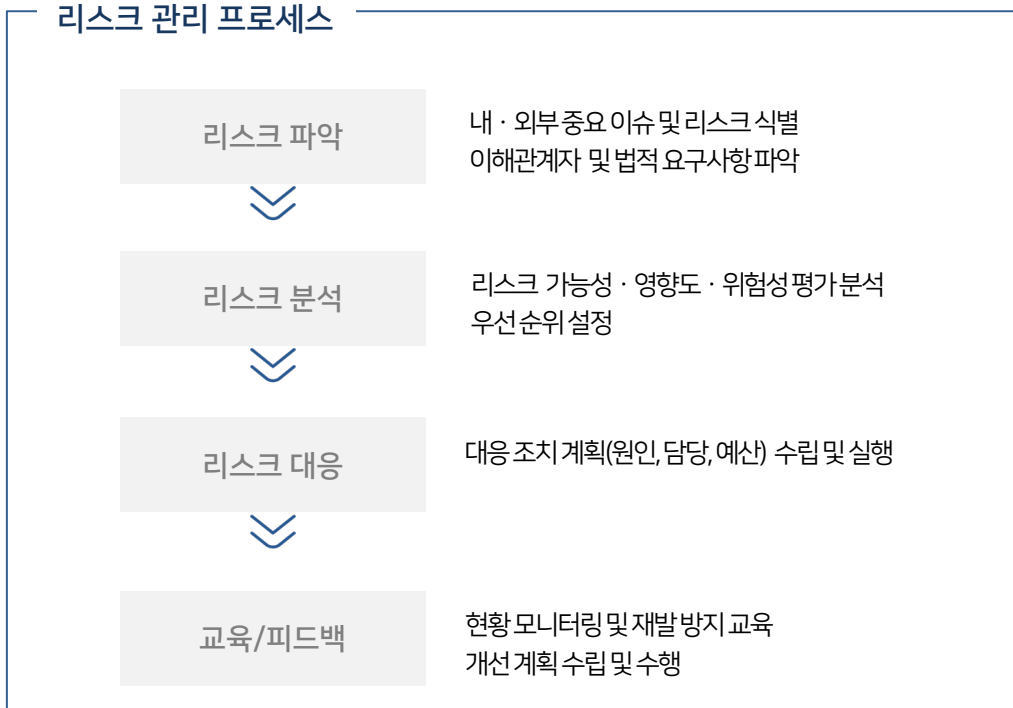 리스크 관리 프로세스
리스크 파악
내 · 외부 중요 이슈 및 리스크 식별
이해관계자 및 법적 요구사항 파악
리스크 분석
리스크 가능성 · 영향도 · 위험성 평가 분석
우선 순위 설정
리스크 대응
대응 조치 계획(원인, 담당, 예산) 수립 및 실행
교육/피드백
현황 모니터링 및 재발 방지 교육
개선 계획 수립 및 수행